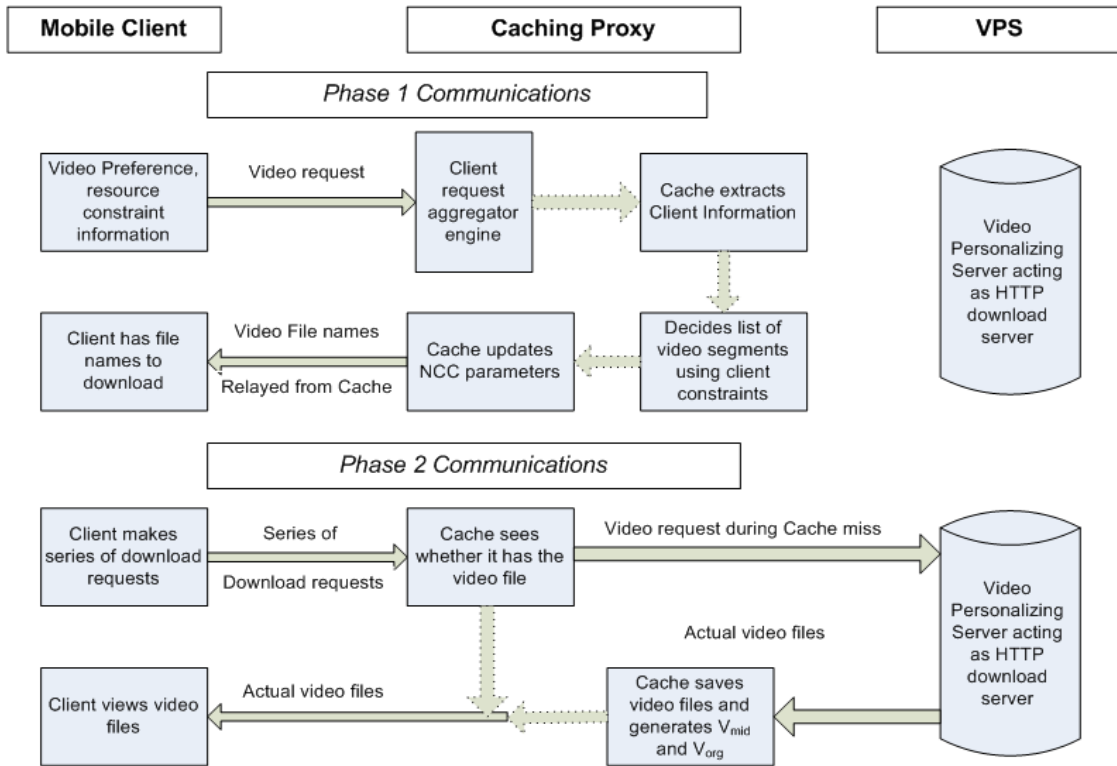 Mobile Client
Caching Proxy
VPS
Phase 1 Communications
Video Preference,
resource
constraint
information
Video request
Client
request
aggregator
engine
Cache extracts
Client Information
Video
Personalizing
Server acting
as HTTP
download
server
Client has file
names to
download
Video File names
Relayed from Cache
Cache updates
NCC parameters
Decides list of
video segments
using client
constraints
Phase 2 Communications
Client makes
series of download
requests
Series of
Download requests
Cache sees
whether it has the
video file
Video request during Cache miss
Video
Personalizing
Server acting
as HTTP
download
server
Actual video files
Client views video
files
Actual video files
Cache saves
video files and
generates Vmid
and Vorg